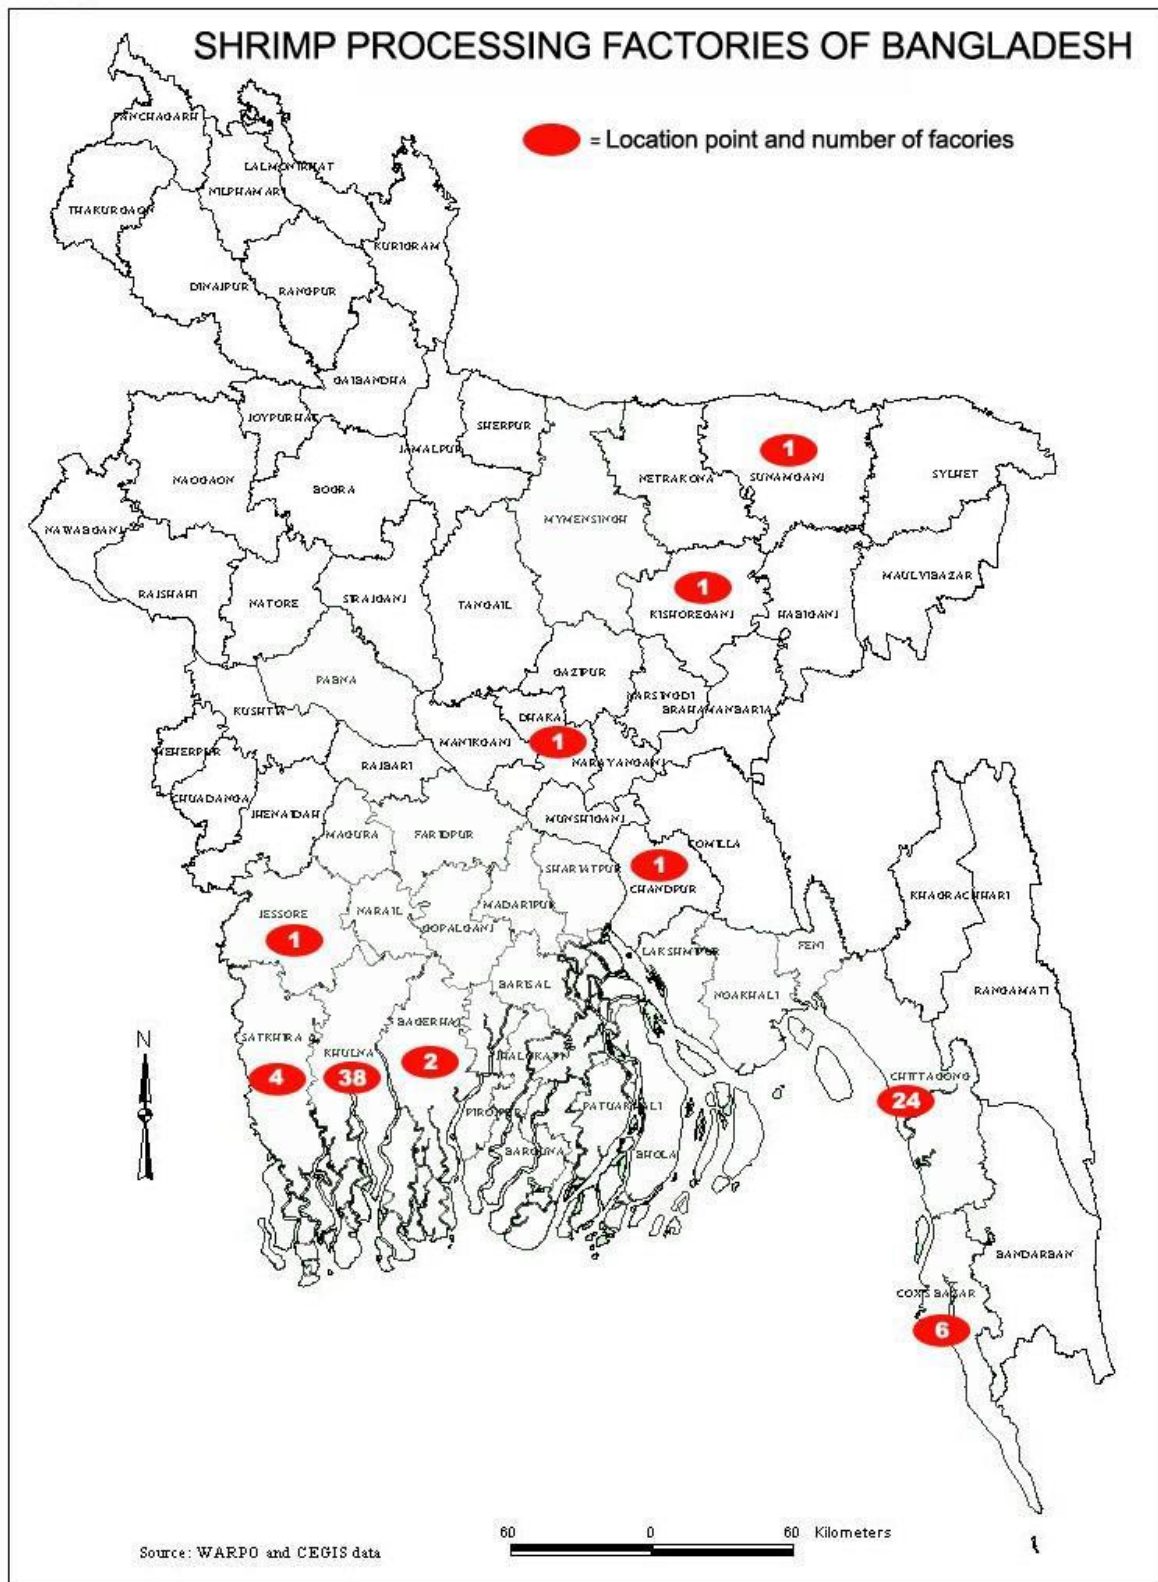 SHRIMP PROCESSING FACTORIES OF BANGLADESH
= Location point and number of facories
PANCHAGARH
LALMONIRHAT
NILPHAMARI
THAKURGAON
KURIGRAM
DINAJPUR
RANGPUR
GAIBANDHA
JOYPURHAT
SHERPUR
JAMALPUR
1
SUNAMGANJ
SYLHET
NETRAKONA
NAOGAON
BOGRA
MYMENSINGH
NAWABGANJ
MAULVIBAZAR
1
RAJSHAHI
NATORE
SIRAJGANJ
TANGAIL
KISHOREGANJ
HABIGANJ
GAZIPUR
PABNA
NARSINGDI
BRAHAMANBARIA
KUSHTIA
DHAKA
MANIKGANJ
1
MEHERPUR
RAJBARI
NARAYANGANJ
CHUADANGA
JHENAIDAH
MUNSHIGANJ
MAGURA
FARIDPUR
COMILLA
SHARIATPUR
1
CHANDPUR
KHAGRACHHARI
MADARIPUR
JESSORE
NARAIL
1
GOPALGANJ
LAKSHMIPUR
FENI
BARISAL
NOAKHALI
RANGAMATI
BAGERHAT
SATKHIRA
KHULNA
2
JHALOKATI
CHITTAGONG
4
38
24
PIROJPUR
PATUAKHALI
BARGUNA
BHOLA
BANDARBAN
COX'S BAZAR
6
N
60 0 60 Kilometers
Source: WARPO and CEGIS data